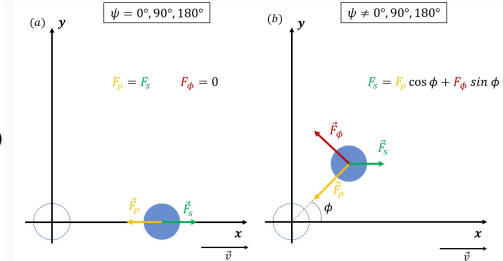 (a) y
ψ = 0°, 90°, 180°
F_ρ = F_s F_ϕ = 0
F⃗_ρ F⃗_s
x
v⃗
(b) y
ψ ≠ 0°, 90°, 180°
F_s = F_ρ cos ϕ + F_ϕ sin ϕ
F⃗_ϕ
F⃗_s
F⃗_ρ
ϕ
x
v⃗